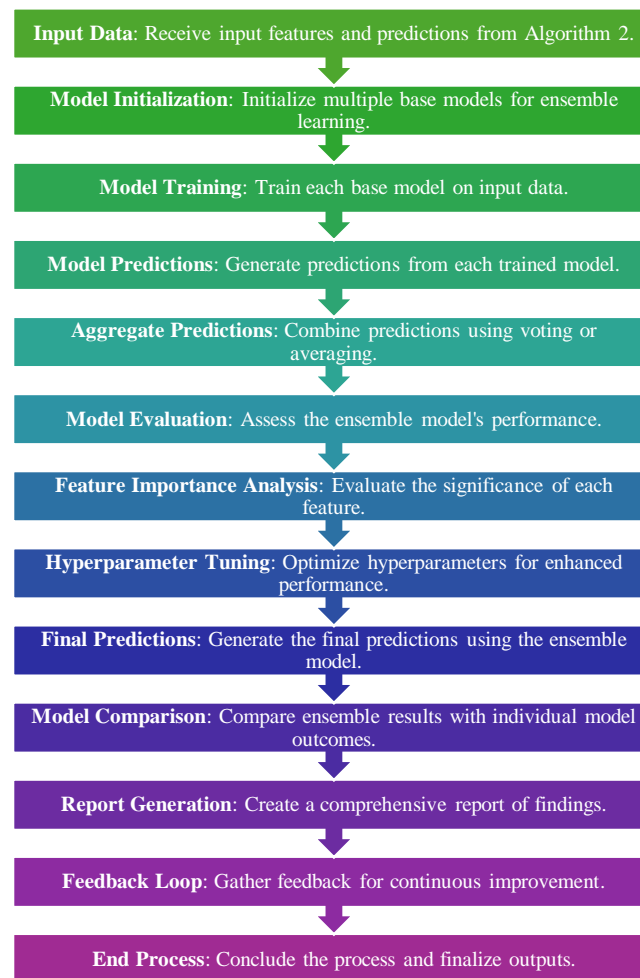 Input Data: Receive input features and predictions from Algorithm 2.
Model Initialization: Initialize multiple base models for ensemble
learning.
Model Training: Train each base model on input data.
Model Predictions: Generate predictions from each trained model.
Aggregate Predictions: Combine predictions using voting or
averaging.
Model Evaluation: Assess the ensemble model's performance.
Feature Importance Analysis: Evaluate the significance of each
feature.
Hyperparameter Tuning: Optimize hyperparameters for enhanced
performance.
Final Predictions: Generate the final predictions using the ensemble
model.
Model Comparison: Compare ensemble results with individual model
outcomes.
Report Generation: Create a comprehensive report of findings.
Feedback Loop: Gather feedback for continuous improvement.
End Process: Conclude the process and finalize outputs.